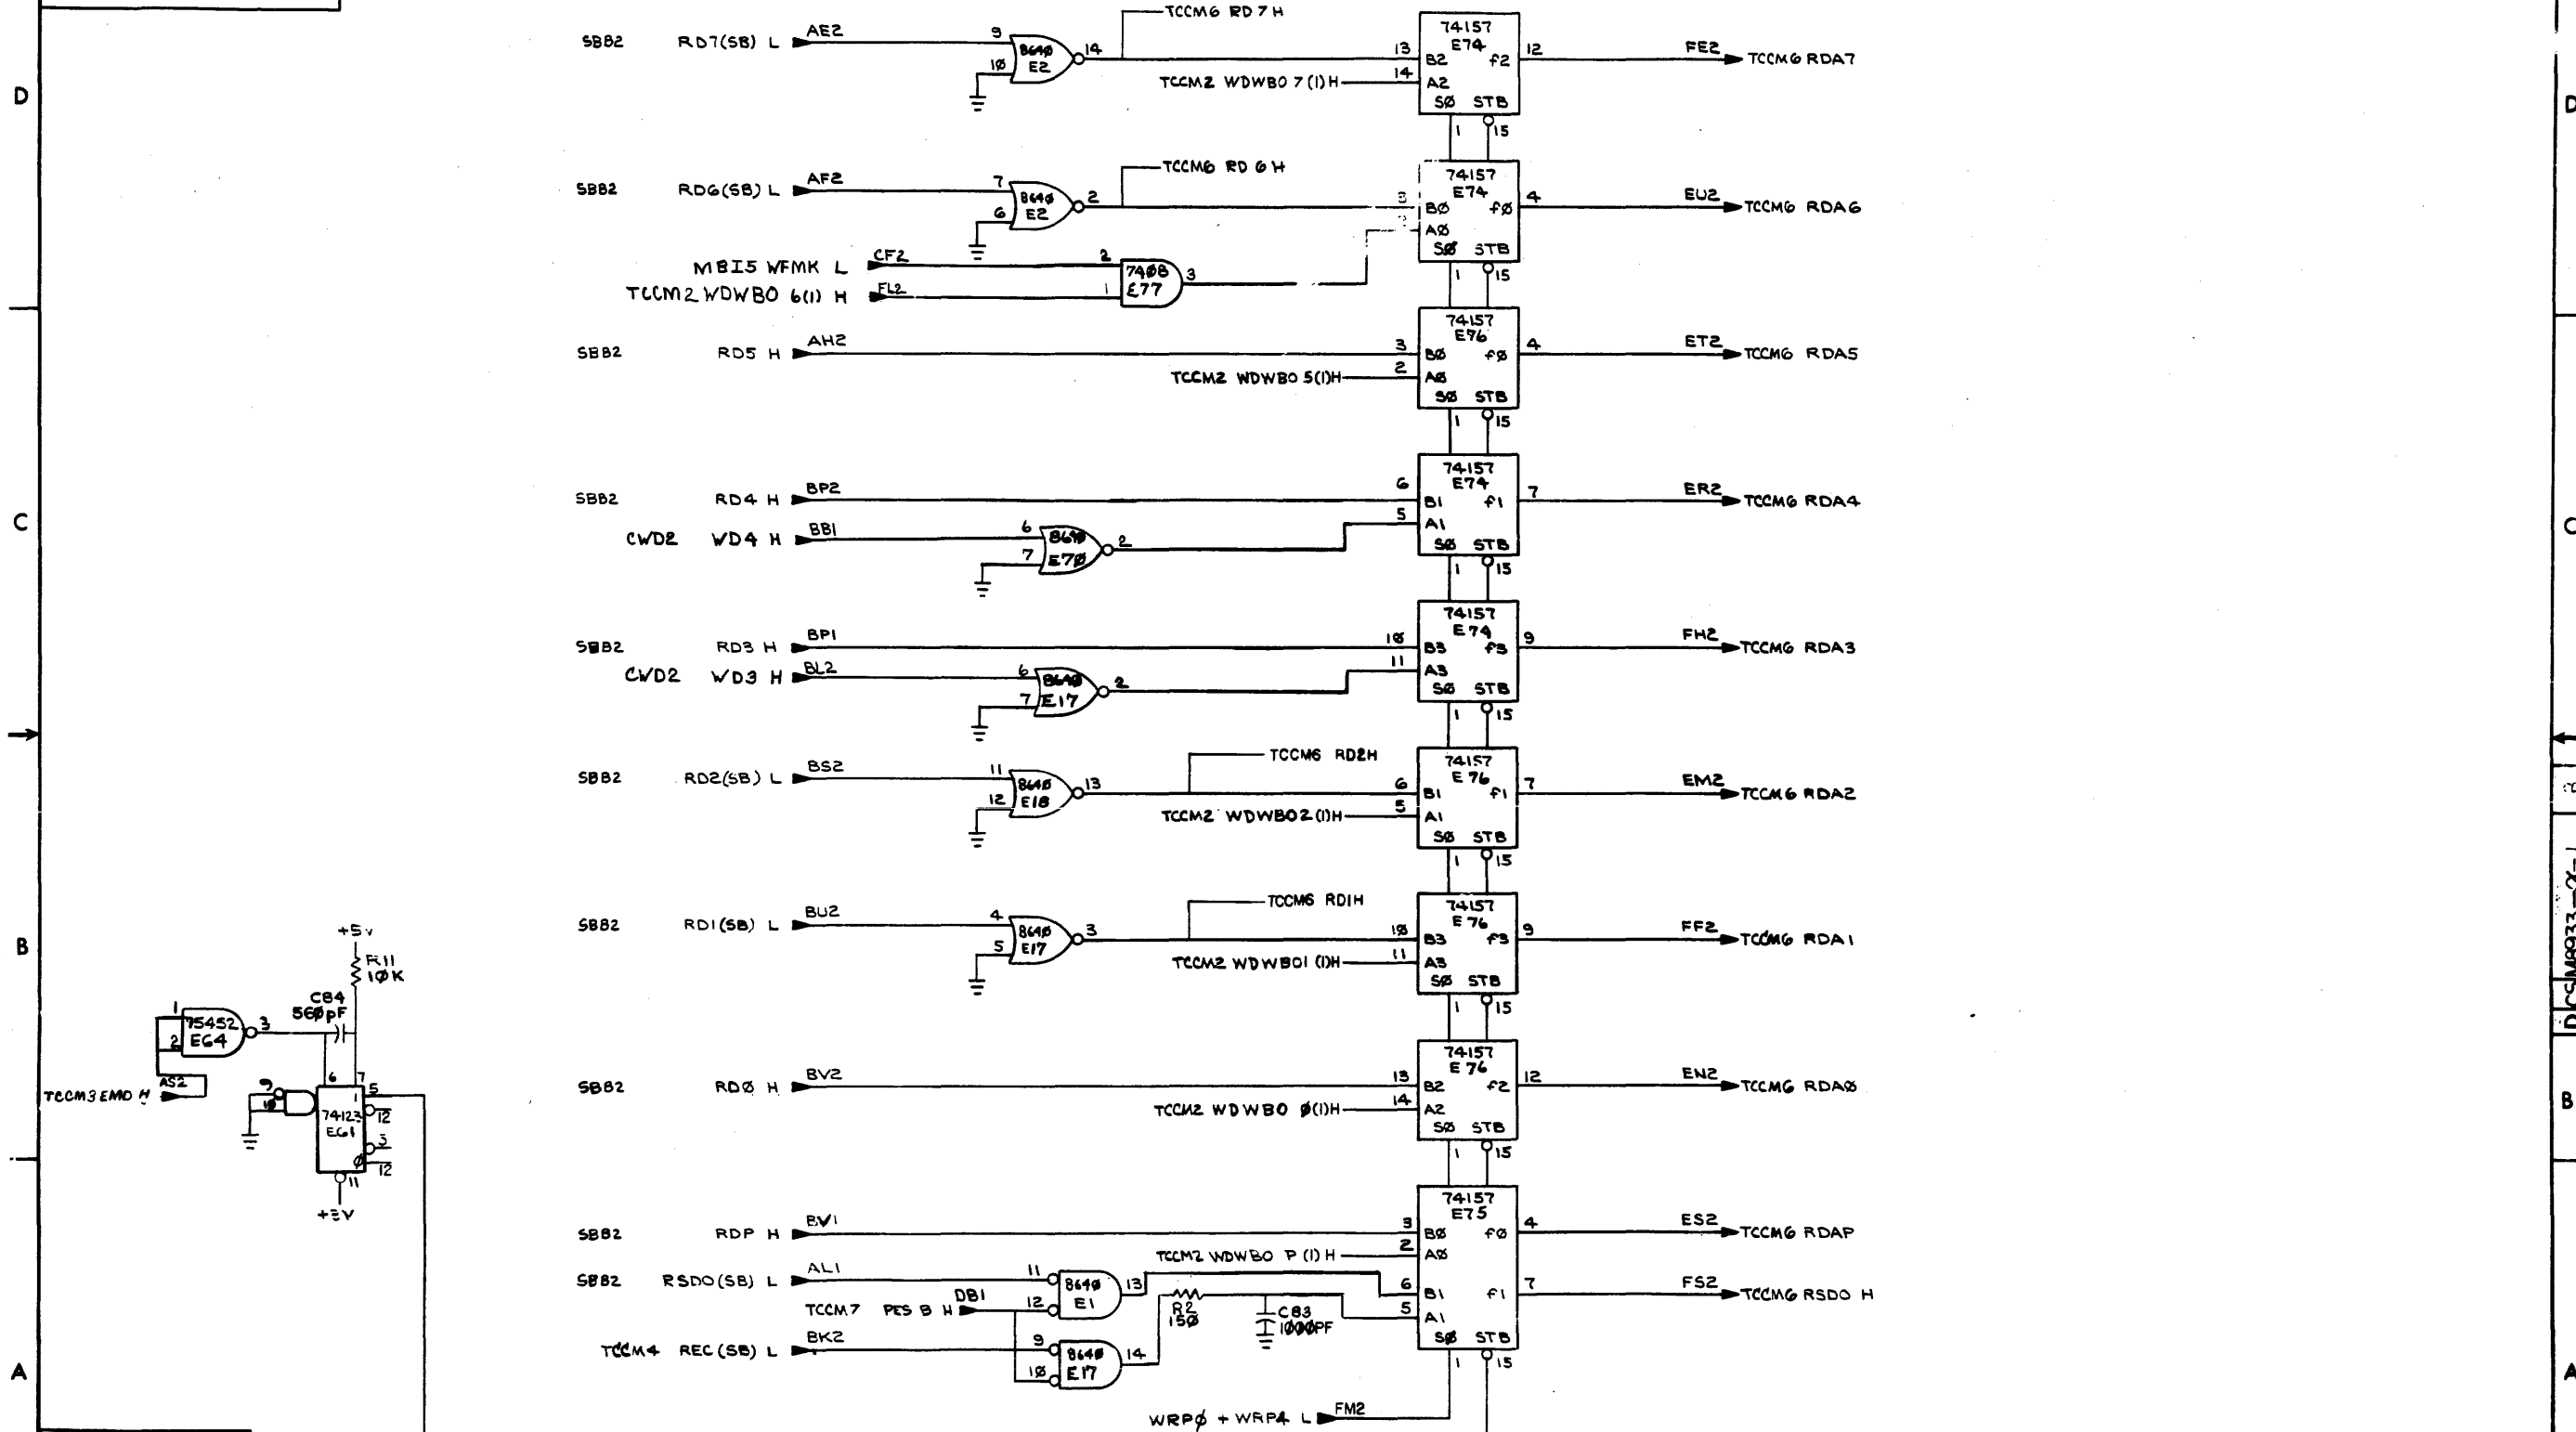 TCCM6 RD 7 H
SBB2 RD7(SB) L AE2 9 10 8640 E2 14
74157 E74 13 B2 f2 12 FE2 TCCM6 RDA7
TCCM2 WDWBO 7(1)H 14 A2
SØ STB
1 15
D D
TCCM6 RD 6 H
SBB2 RD6(SB) L AF2 7 6 8640 E2 2
74157 E74 BØ fØ 4 EU2 TCCM6 RDA6
AØ
SØ STB
1 15
MBI5 WFMK L CF2 2
TCCM2 WDWBO 6(1) H FL2 1
7408 E77 3
74157 E76
SBB2 RD5 H AH2 3 BØ fØ 4 ET2 TCCM6 RDA5
TCCM2 WDWBO 5(1)H 2 AØ
SØ STB
1 15
74157 E74
SBB2 RD4 H BP2 6 B1 f1 7 ER2 TCCM6 RDA4
C
CWD2 WD4 H BB1 6 7 8640 E7Ø 2 5 A1
SØ STB
1 15
74157 E74
SBB2 RD3 H BP1 10 B3 f3 9 FH2 TCCM6 RDA3
CWD2 WD3 H BL2 6 7 8640 E17 2 11 A3
SØ STB
1 15
TCCM6 RD2H
74157 E76
SBB2 RD2(SB) L BS2 11 12 8640 E18 13 6 B1 f1 7 EM2 TCCM6 RDA2
TCCM2 WDWBO2(1)H 5 A1
SØ STB
1 15
TCCM6 RD1H
74157 E76
SBB2 RD1(SB) L BU2 4 5 8640 E17 3 10 B3 f3 9 FF2 TCCM6 RDA1
TCCM2 WDWBO1 (1)H 11 A3
SØ STB
1 15
B B
+5V
R11
10K
C84
560pF
1 2 75452 E64 3
AS2
TCCM3 EMD H
9 10 6 7 5
1
74123
E61
12
Ø 12
11
74157 E76
SBB2 RDØ H BV2 13 B2 f2 12 EN2 TCCM6 RDAØ
TCCM2 WDWBO Ø(1)H 14 A2
SØ STB
1 15
74157 E75
SBB2 RDP H BV1 3 BØ fØ 4 ES2 TCCM6 RDAP
TCCM2 WDWBO P (1) H 2 AØ
SBB2 RSDO(SB) L AL1 11 12 8640 E1 13 6 B1 f1 7 FS2 TCCM6 RSDO H
TCCM7 PES B H DB1
R2
150
C83
1000PF
5 A1
TCCM4 REC(SB) L BK2 9 10 8640 E17 14
SØ STB
1 15
A A
WRPØ + WRP4 L FM2